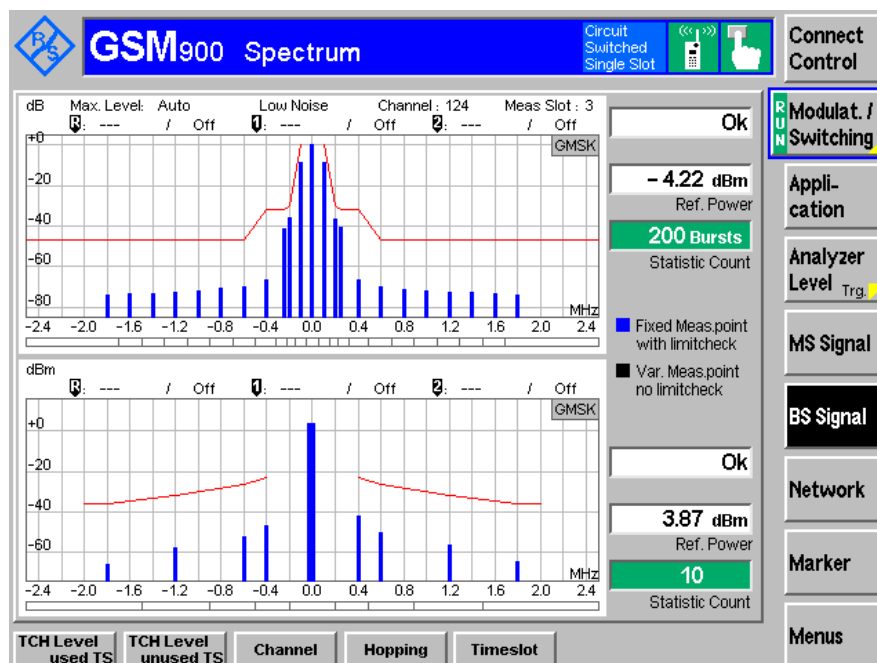 R/S
GSM900 Spectrum
Circuit
Switched
Single Slot
Connect
Control
dB Max. Level: Auto Low Noise Channel : 124 Meas Slot : 3
R: --- / Off 1: --- / Off 2: --- / Off
GMSK
+0
-20
-40
-60
-80
MHz
-2.4 -2.0 -1.6 -1.2 -0.8 -0.4 0.0 0.4 0.8 1.2 1.6 2.0 2.4
Ok
- 4.22 dBm
Ref. Power
200 Bursts
Statistic Count
Fixed Meas.point
with limitcheck
Var. Meas.point
no limitcheck
dBm
R: --- / Off 1: --- / Off 2: --- / Off
GMSK
+0
-20
-40
-60
MHz
-2.4 -2.0 -1.6 -1.2 -0.8 -0.4 0.0 0.4 0.8 1.2 1.6 2.0 2.4
Ok
3.87 dBm
Ref. Power
10
Statistic Count
RUN
Modulat. /
Switching
Appli-
cation
Analyzer
Level Trg.
MS Signal
BS Signal
Network
Marker
Menus
TCH Level
used TS
TCH Level
unused TS
Channel
Hopping
Timeslot